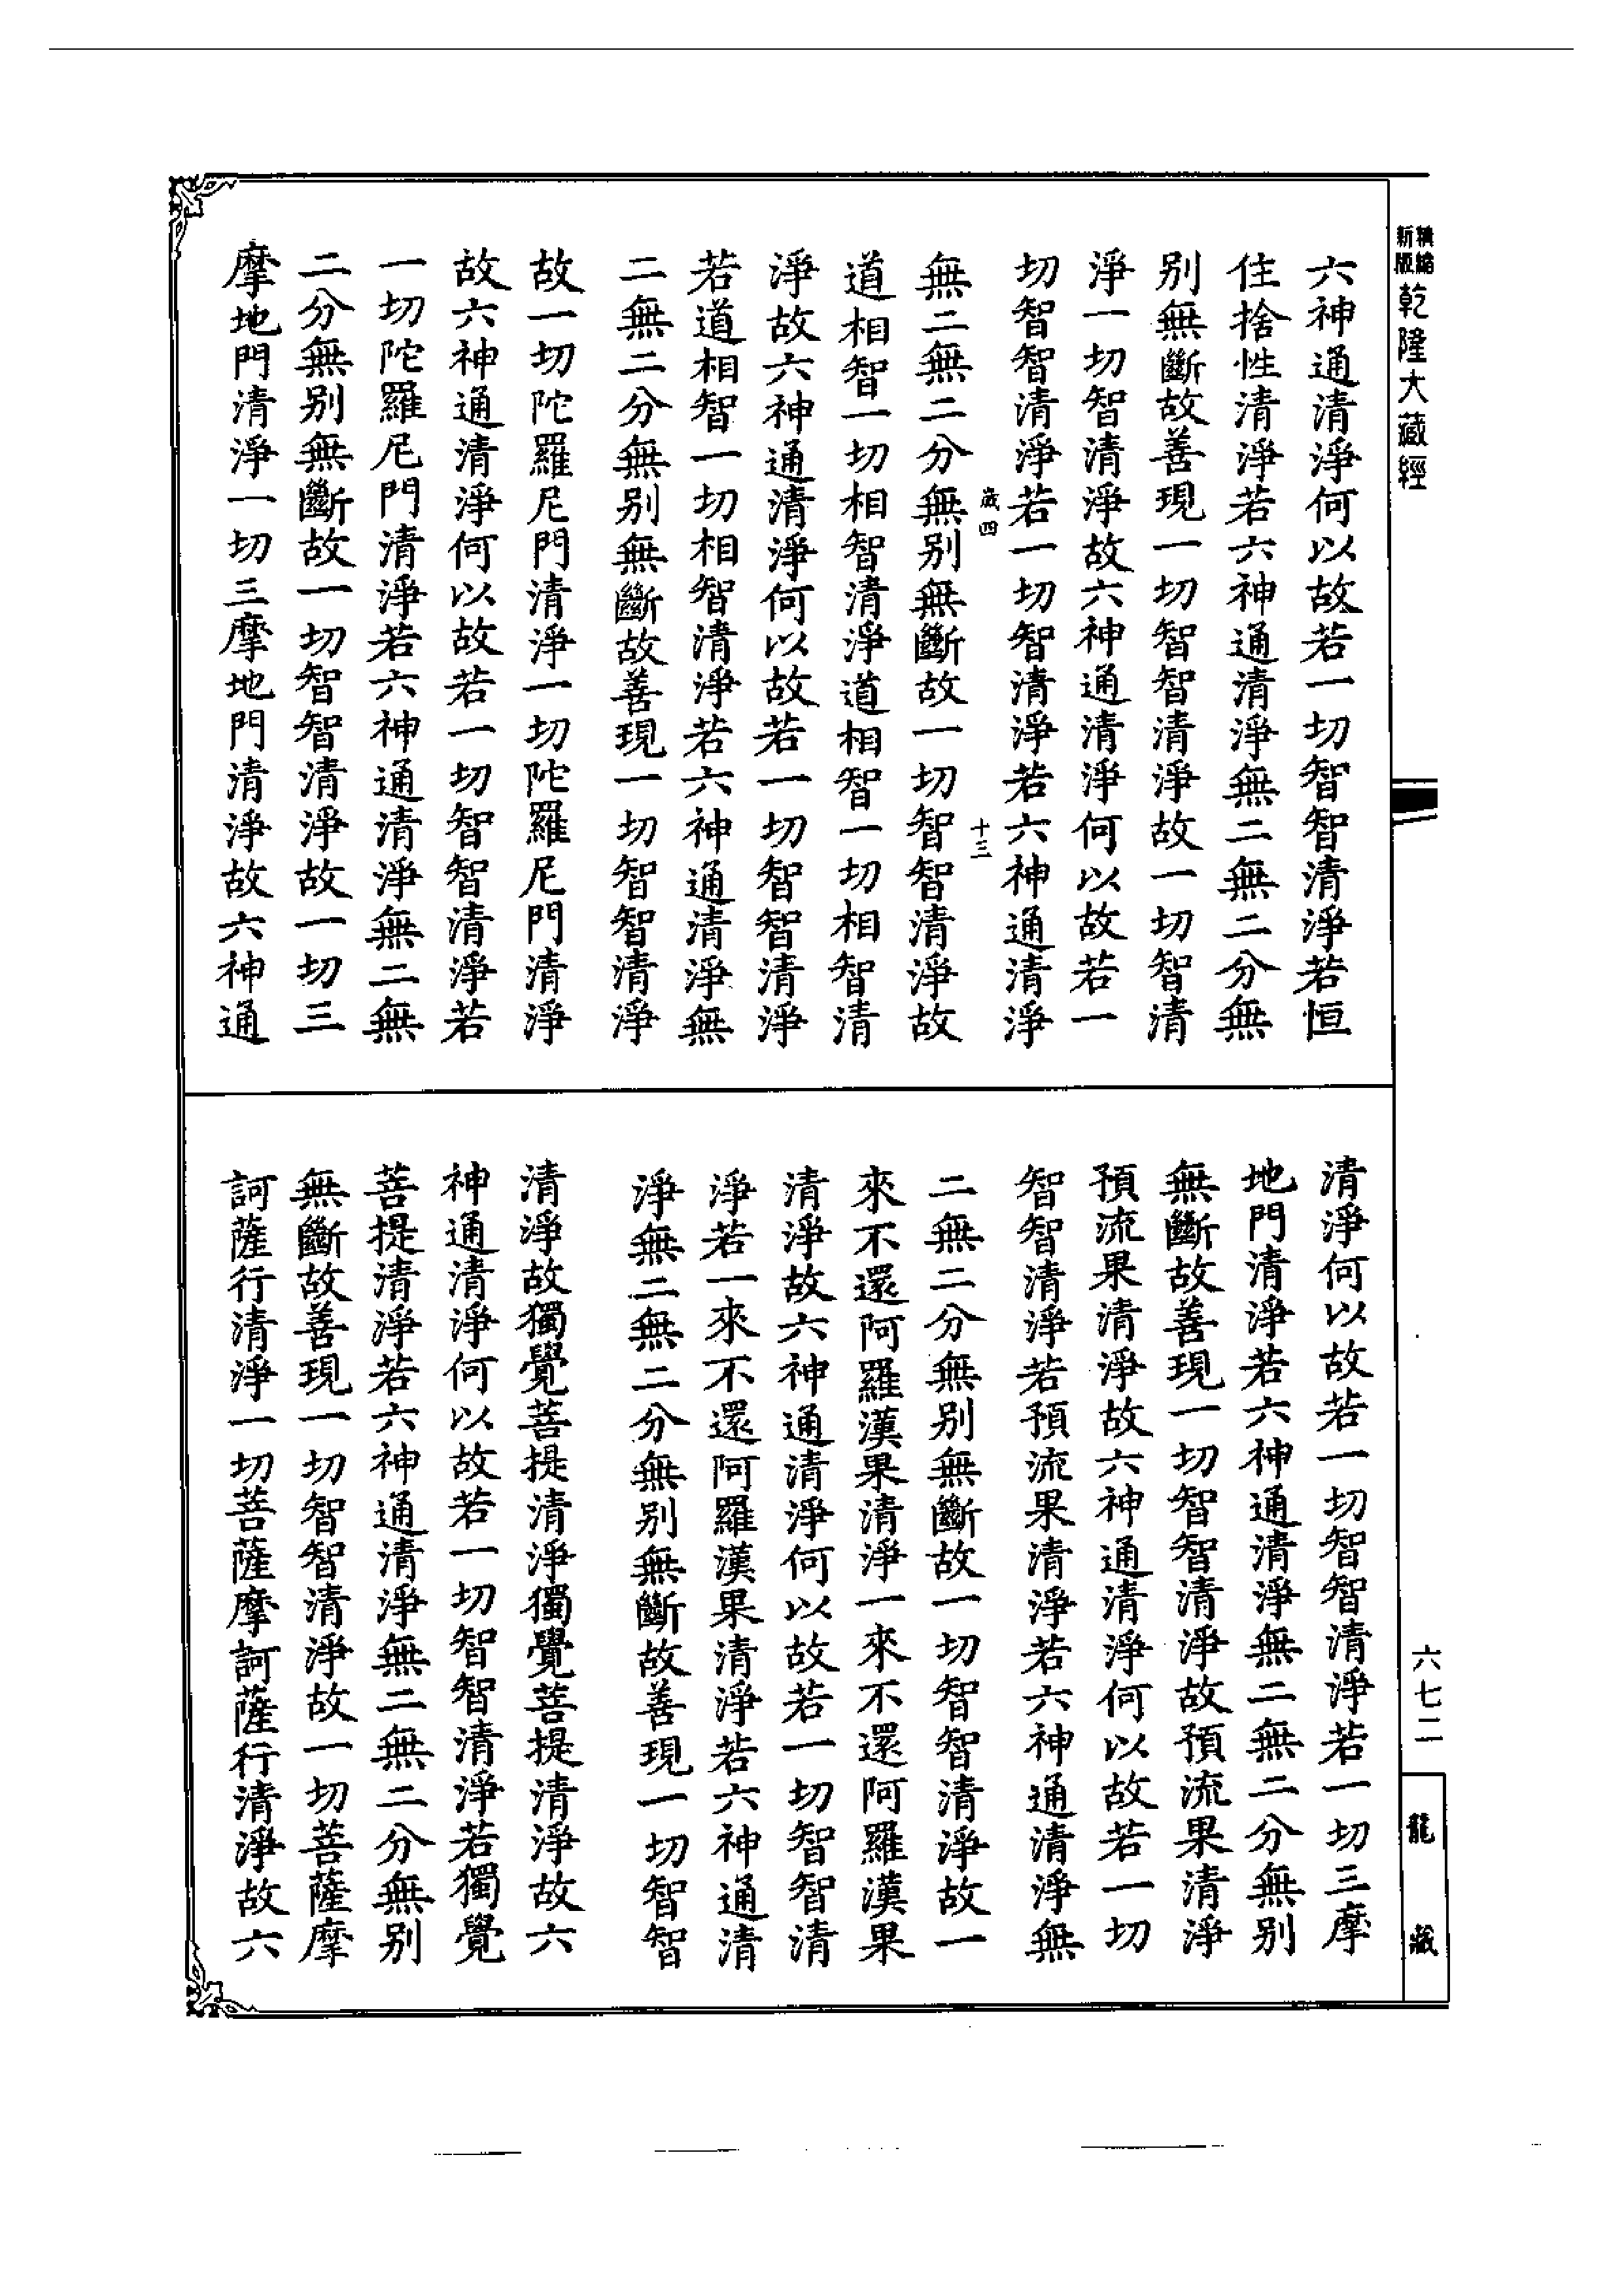 新版精縮乾隆大藏經
六神通清淨何以故若一切智智清淨若恒
住捨性清淨若六神通清淨無二無二分無
别無斷故善現一切智智清淨故一切智清
淨一切智清淨故六神通清淨何以故若一
切智智清淨若一切智清淨若六神通清淨
歲四 十三
無二無二分無别無斷故一切智智清淨故
道相智一切相智清淨道相智一切相智清
淨故六神通清淨何以故若一切智智清淨
若道相智一切相智清淨若六神通清淨無
二無二分無别無斷故善現一切智智清淨
故一切陀羅尼門清淨一切陀羅尼門清淨
故六神通清淨何以故若一切智智清淨若
一切陀羅尼門清淨若六神通清淨無二無
二分無别無斷故一切智智清淨故一切三
摩地門清淨一切三摩地門清淨故六神通
清淨何以故若一切智智清淨若一切三摩
地門清淨若六神通清淨無二無二分無别
無斷故善現一切智智清淨故預流果清淨
預流果清淨故六神通清淨何以故若一切
智智清淨若預流果清淨若六神通清淨無
二無二分無别無斷故一切智智清淨故一
來不還阿羅漢果清淨一來不還阿羅漢果
清淨故六神通清淨何以故若一切智智清
淨若一來不還阿羅漢果清淨若六神通清
淨無二無二分無别無斷故善現一切智智
清淨故獨覺菩提清淨獨覺菩提清淨故六
神通清淨何以故若一切智智清淨若獨覺
菩提清淨若六神通清淨無二無二分無别
無斷故善現一切智智清淨故一切菩薩摩
訶薩行清淨一切菩薩摩訶薩行清淨故六
六七二
龍藏